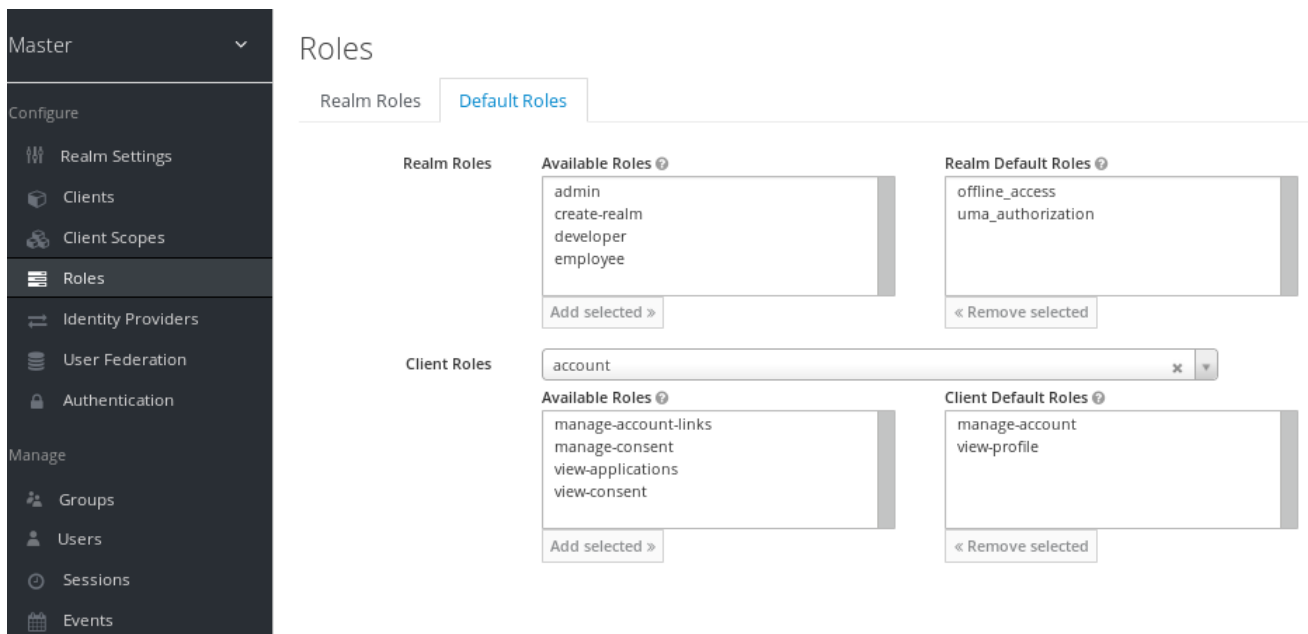 Master
Configure
Realm Settings
Clients
Client Scopes
Roles
Identity Providers
User Federation
Authentication
Manage
Groups
Users
Sessions
Events
Roles
Realm Roles Default Roles
Realm Roles Available Roles Realm Default Roles
admin offline_access
create-realm uma_authorization
developer
employee
Add selected » « Remove selected
Client Roles account
Available Roles Client Default Roles
manage-account-links manage-account
manage-consent view-profile
view-applications
view-consent
Add selected » « Remove selected